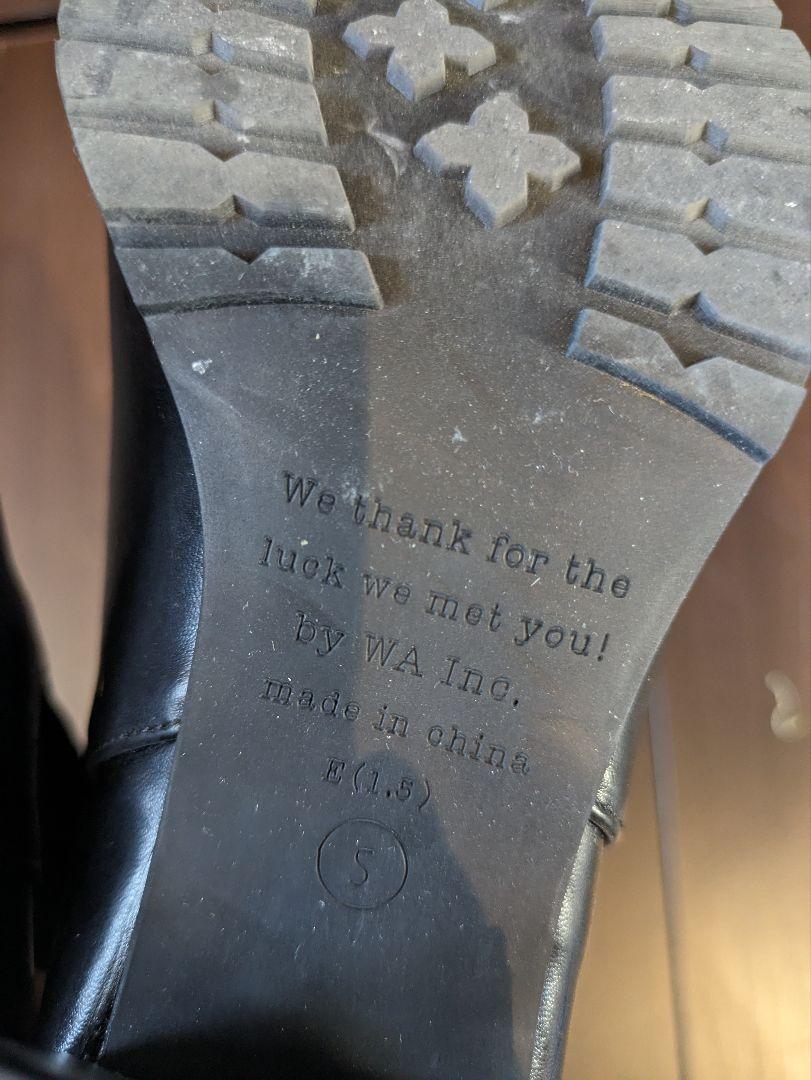 We thank for the
luck we met you!
by WA Inc.
made in china
E(1.5)
S